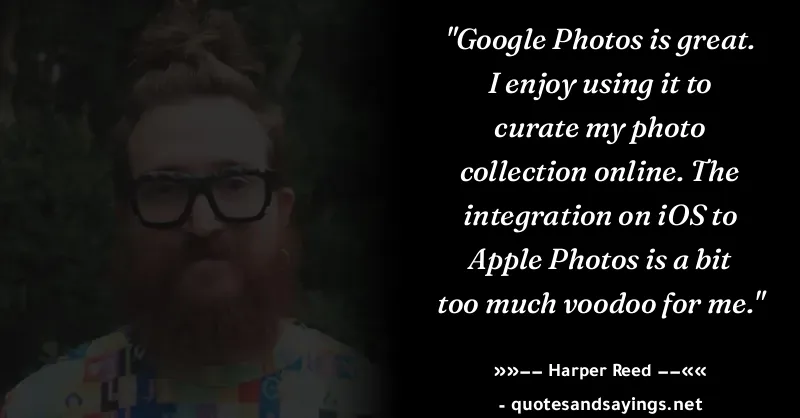 "Google Photos is great.
I enjoy using it to
curate my photo
collection online. The
integration on iOS to
Apple Photos is a bit
too much voodoo for me."
»»−− Harper Reed −−««
- quotesandsayings.net